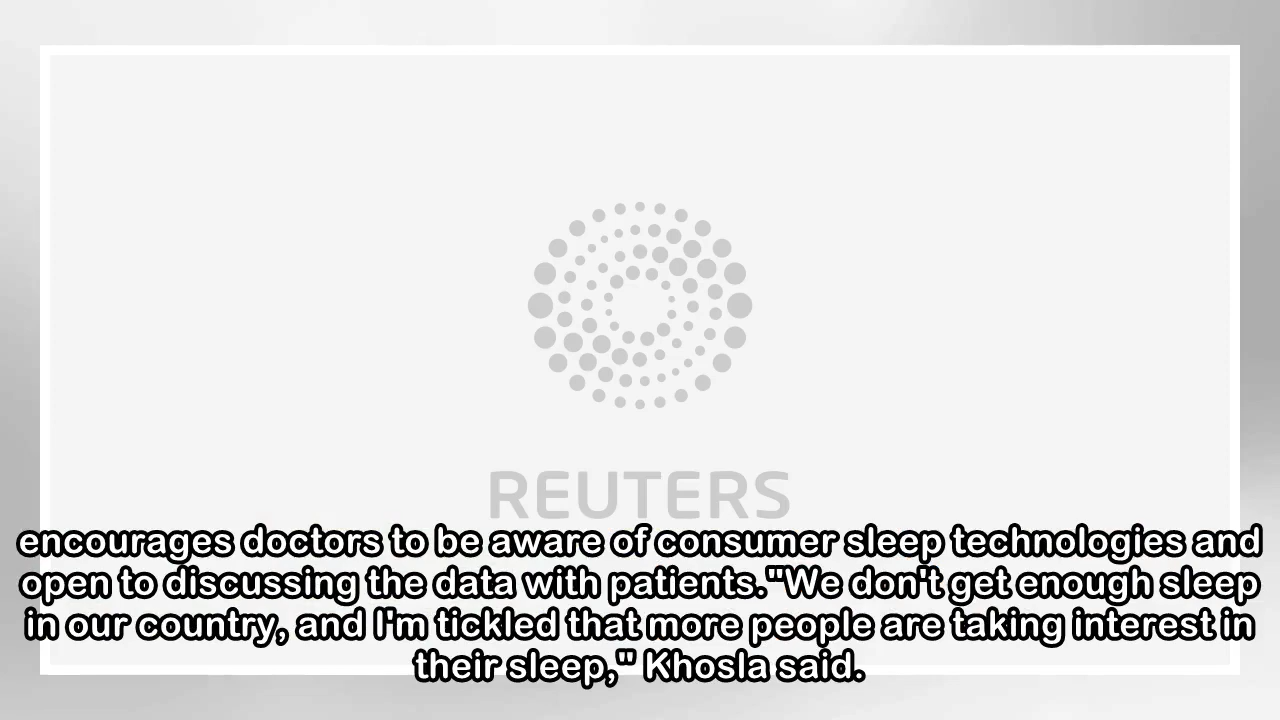 REUTERS
encourages doctors to be aware of consumer sleep technologies and
open to discussing the data with patients."We don't get enough sleep
in our country, and I'm tickled that more people are taking interest in
their sleep," Khosla said.